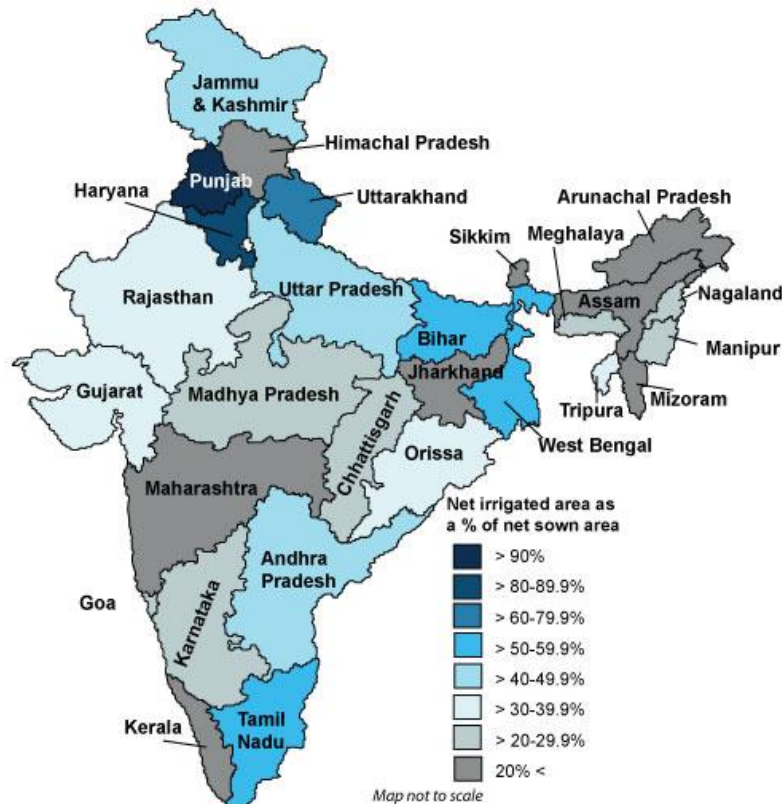 Jammu
& Kashmir
Himachal Pradesh
Punjab
Haryana
Uttarakhand
Arunachal Pradesh
Sikkim
Meghalaya
Rajasthan
Uttar Pradesh
Assam
Nagaland
Bihar
Manipur
Jharkhand
Gujarat
Madhya Pradesh
Tripura
Mizoram
West Bengal
Chhattisgarh
Orissa
Maharashtra
Net irrigated area as
a % of net sown area
> 90%
> 80-89.9%
> 60-79.9%
> 50-59.9%
> 40-49.9%
> 30-39.9%
> 20-29.9%
20% <
Andhra
Pradesh
Goa
Karnataka
Kerala
Tamil
Nadu
Map not to scale